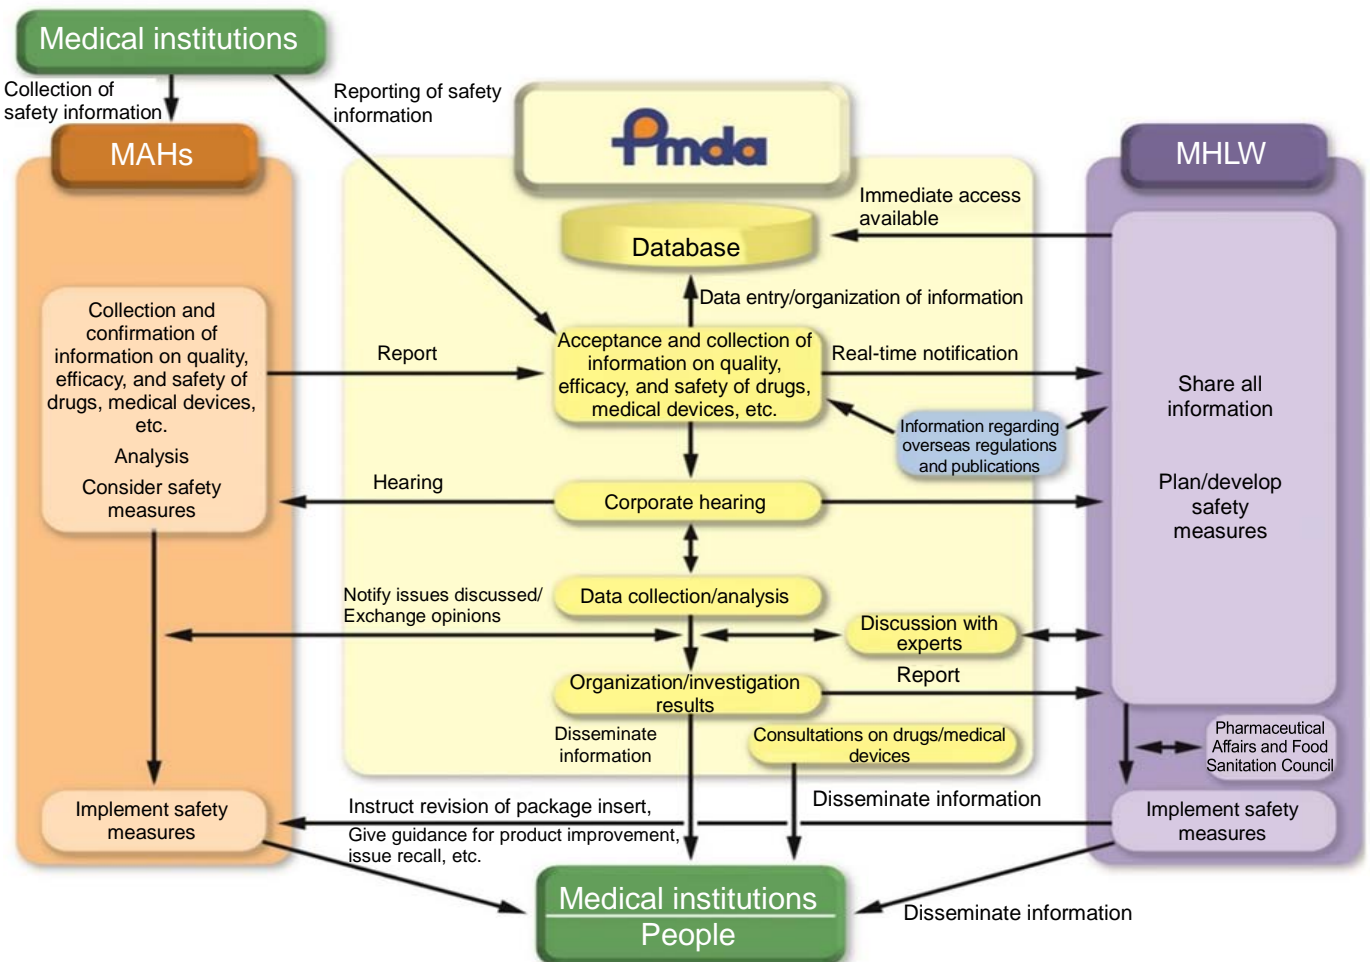 Medical institutions
Collection of
safety information
Reporting of safety
information
MAHs
Pmda
MHLW
Immediate access
available
Database
Data entry/organization of information
Collection and
confirmation of
information on quality,
efficacy, and safety of
drugs, medical devices,
etc.
Analysis
Consider safety
measures
Report
Acceptance and collection of
information on quality,
efficacy, and safety of drugs,
medical devices, etc.
Real-time notification
Information regarding
overseas regulations
and publications
Share all
information
Plan/develop
safety
measures
Hearing
Corporate hearing
Notify issues discussed/
Exchange opinions
Data collection/analysis
Discussion with
experts
Organization/investigation
results
Report
Disseminate
information
Consultations on drugs/medical
devices
Pharmaceutical
Affairs and Food
Sanitation Council
Implement safety
measures
Instruct revision of package insert,
Give guidance for product improvement,
issue recall, etc.
Disseminate information
Implement safety
measures
Medical institutions
People
Disseminate information